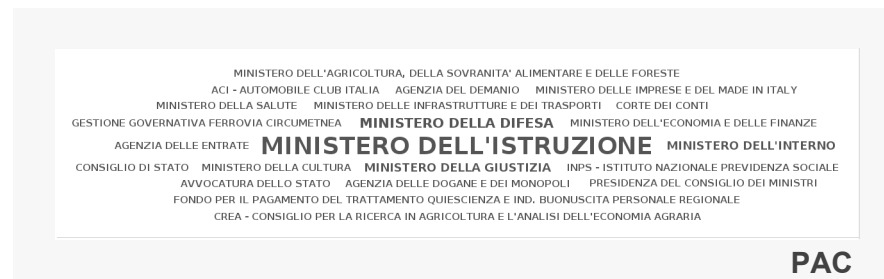 MINISTERO DELL'AGRICOLTURA, DELLA SOVRANITA' ALIMENTARE E DELLE FORESTE
ACI - AUTOMOBILE CLUB ITALIA AGENZIA DEL DEMANIO MINISTERO DELLE IMPRESE E DEL MADE IN ITALY
MINISTERO DELLA SALUTE MINISTERO DELLE INFRASTRUTTURE E DEI TRASPORTI CORTE DEI CONTI
GESTIONE GOVERNATIVA FERROVIA CIRCUMETNEA MINISTERO DELLA DIFESA MINISTERO DELL'ECONOMIA E DELLE FINANZE
AGENZIA DELLE ENTRATE MINISTERO DELL'ISTRUZIONE MINISTERO DELL'INTERNO
CONSIGLIO DI STATO MINISTERO DELLA CULTURA MINISTERO DELLA GIUSTIZIA INPS - ISTITUTO NAZIONALE PREVIDENZA SOCIALE
AVVOCATURA DELLO STATO AGENZIA DELLE DOGANE E DEI MONOPOLI PRESIDENZA DEL CONSIGLIO DEI MINISTRI
FONDO PER IL PAGAMENTO DEL TRATTAMENTO QUIESCIENZA E IND. BUONUSCITA PERSONALE REGIONALE
CREA - CONSIGLIO PER LA RICERCA IN AGRICOLTURA E L'ANALISI DELL'ECONOMIA AGRARIA
PAC